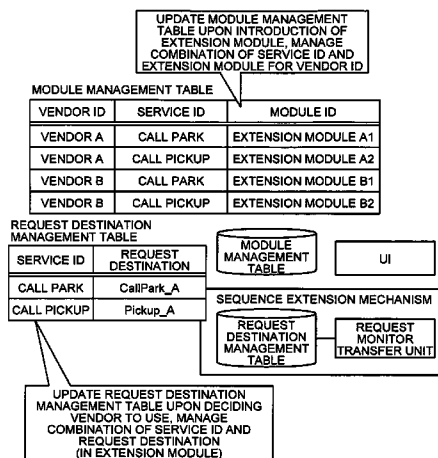 UPDATE MODULE MANAGEMENT
TABLE UPON INTRODUCTION
OF EXTENSION MODULE, MANAGE
COMBINATION OF SERVICE ID AND
EXTENSION MODULE FOR VENDOR ID
MODULE MANAGEMENT TABLE
VENDOR ID SERVICE ID MODULE ID
VENDOR A CALL PARK EXTENSION MODULE A1
VENDOR A CALL PICKUP EXTENSION MODULE A2
VENDOR B CALL PARK EXTENSION MODULE B1
VENDOR B CALL PICKUP EXTENSION MODULE B2
REQUEST DESTINATION
MANAGEMENT TABLE
SERVICE ID REQUEST
DESTINATION
CALL PARK CallPark_A
CALL PICKUP Pickup_A
MODULE
MANAGEMENT
TABLE
UI
SEQUENCE EXTENSION MECHANISM
REQUEST
DESTINATION
MANAGEMENT
TABLE
REQUEST
MONITOR
TRANSFER UNIT
UPDATE REQUEST DESTINATION
MANAGEMENT TABLE UPON DECIDING
VENDOR TO USE, MANAGE
COMBINATION OF SERVICE ID AND
REQUEST DESTINATION
(IN EXTENSION MODULE)